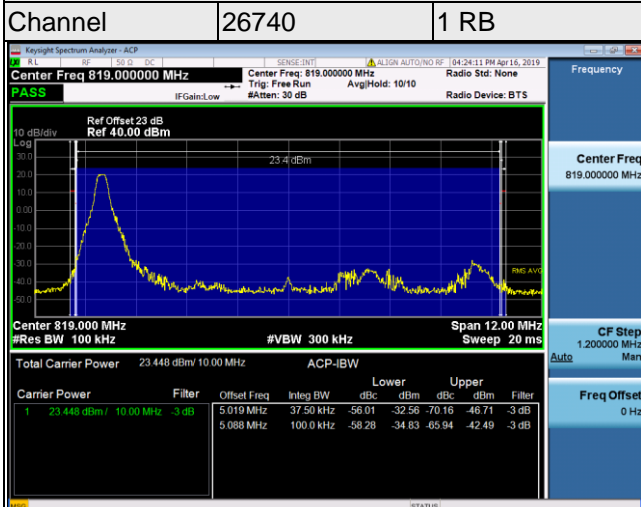 Channel 26740 1 RB
Keysight Spectrum Analyzer - ACP
RL RF 50 Ω DC SENSE:INT ALIGN AUTO/NO RF 04:24:11 PM Apr 16, 2019
Center Freq 819.000000 MHz Center Freq: 819.000000 MHz Radio Std: None
Trig: Free Run Avg|Hold: 10/10
PASS IFGain:Low #Atten: 30 dB Radio Device: BTS
Frequency
Ref Offset 23 dB
10 dB/div Ref 40.00 dBm
Log
30.0
23.4 dBm
20.0
10.0
0.00
-10.0
-20.0
-30.0
RMS AVG
-40.0
-50.0
Center Freq
819.000000 MHz
Center 819.000 MHz Span 12.00 MHz
#Res BW 100 kHz #VBW 300 kHz Sweep 20 ms
CF Step
1.200000 MHz
Auto Man
Total Carrier Power 23.448 dBm/ 10.00 MHz ACP-IBW
Lower Upper
Carrier Power Filter Offset Freq Integ BW dBc dBm dBc dBm Filter
1 23.448 dBm / 10.00 MHz -3 dB 5.019 MHz 37.50 kHz -56.01 -32.56 -70.16 -46.71 -3 dB
5.088 MHz 100.0 kHz -58.28 -34.83 -65.94 -42.49 -3 dB
Freq Offset
0 Hz
MSG STATUS